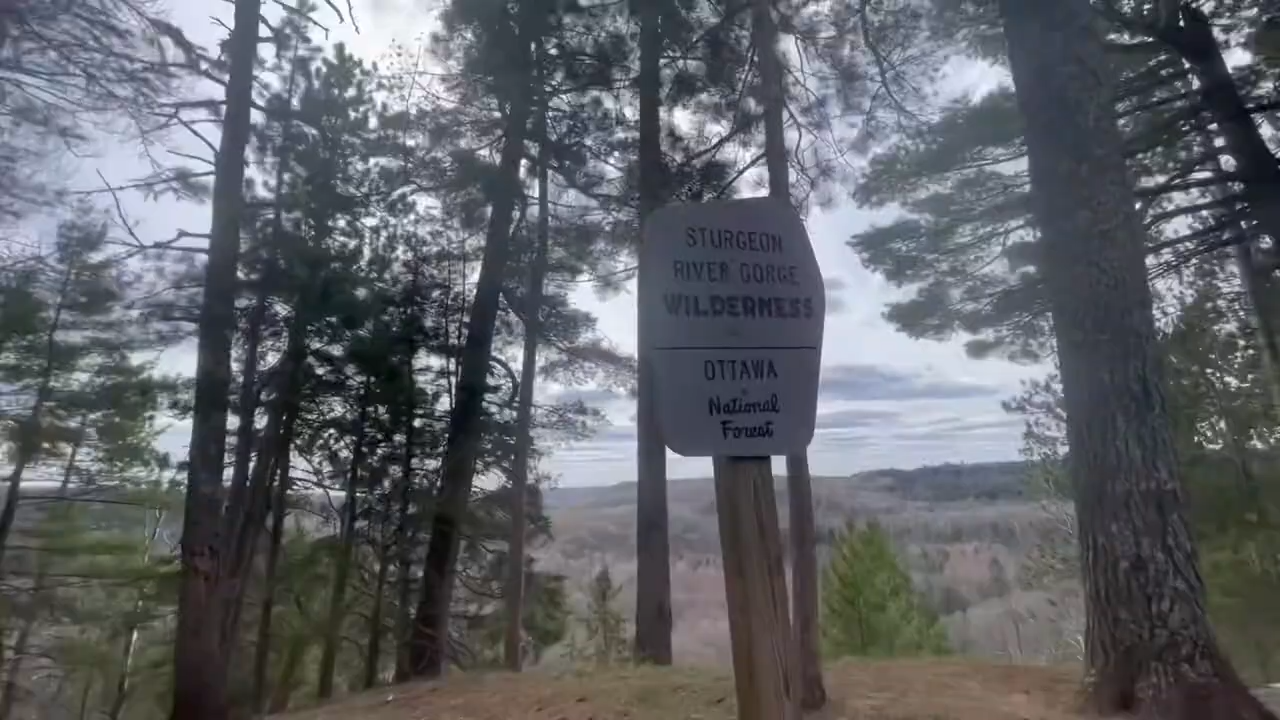 STURGEON
RIVER GORGE
WILDERNESS
OTTAWA
National
Forest